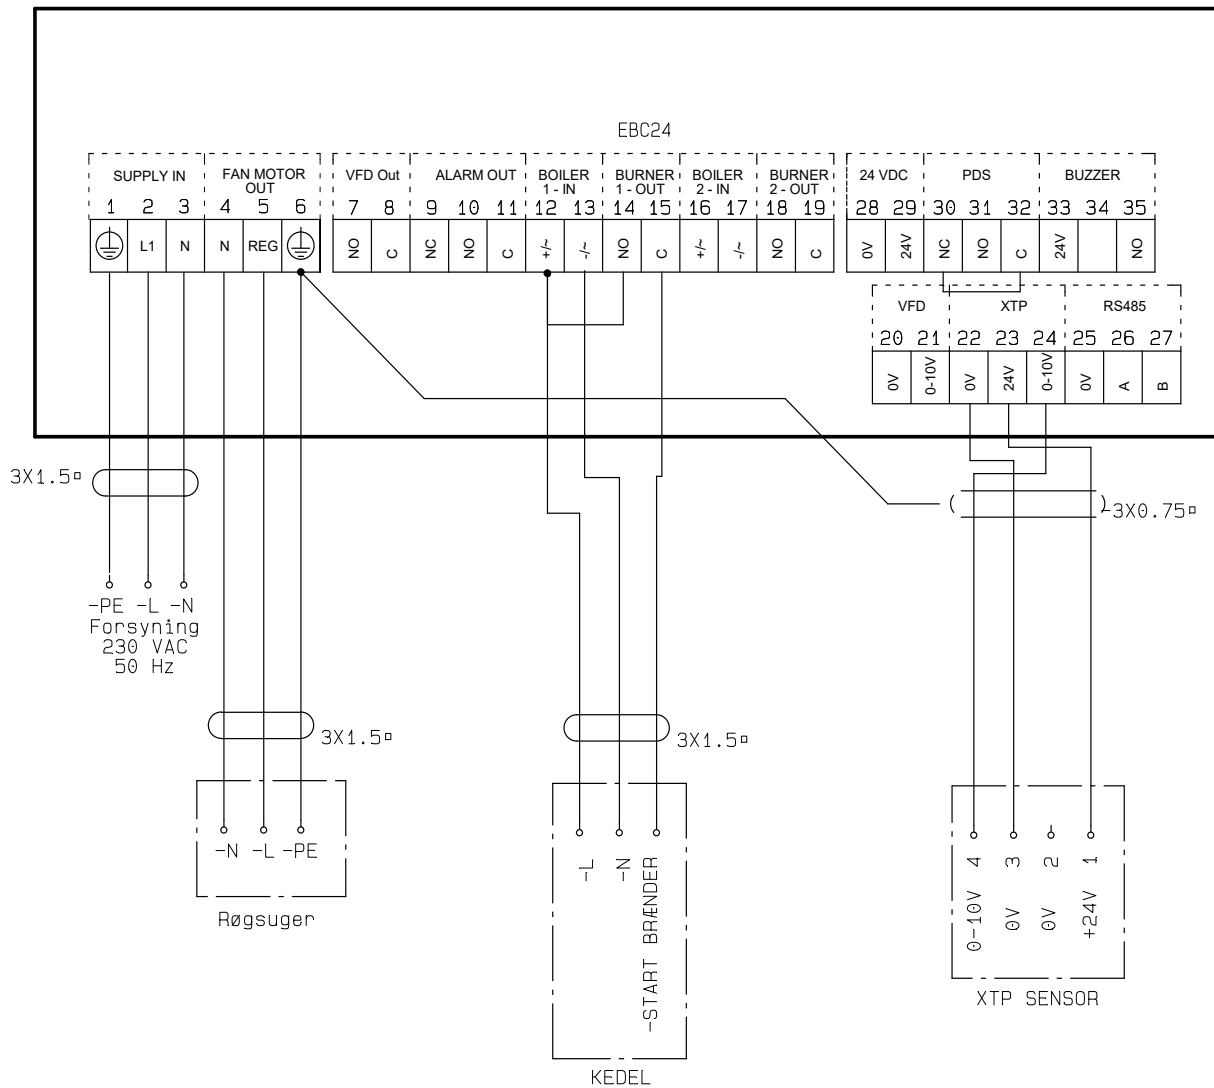 EBC24
SUPPLY IN FAN MOTOR OUT VFD Out ALARM OUT BOILER 1 - IN BURNER 1 - OUT BOILER 2 - IN BURNER 2 - OUT 24 VDC PDS BUZZER
1 2 3 4 5 6 7 8 9 10 11 12 13 14 15 16 17 18 19 28 29 30 31 32 33 34 35
L1 N N REG NO C NC NO C +/~ -/~ NO C +/~ -/~ NO C 0V 24V NC NO C 24V NO
VFD XTP RS485
20 21 22 23 24 25 26 27
0V 0-10V 0V 24V 0-10V 0V A B
3X1.5¤
-3X0.75¤
-PE -L -N
Forsyning
230 VAC
50 Hz
3X1.5¤
3X1.5¤
-N -L -PE
Røgsuger
-L
-N
-START BRÆNDER
KEDEL
4 3 2 1
0-10V 0V 0V +24V
XTP SENSOR